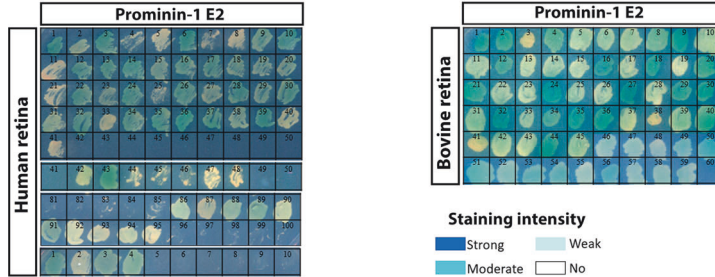 Prominin-1 E2
Human retina
1 2 3 4 5 6 7 8 9 10
11 12 13 14 15 16 17 18 19 20
21 22 23 24 25 26 27 28 29 30
31 32 33 34 35 36 37 38 39 40
41 42 43 44 45 46 47 48 49 50
41 42 43 44 45 46 47 48 49 50
81 82 83 84 85 86 87 88 89 90
91 92 93 94 95 96 97 98 99 100
1 2 3 4 5 6 7 8 9 10
Prominin-1 E2
Bovine retina
1 2 3 4 5 6 7 8 9 10
11 12 13 14 15 16 17 18 19 20
21 22 23 24 25 26 27 28 29 30
31 32 33 34 35 36 37 38 39 40
41 42 43 44 45 46 47 48 49 50
51 52 53 54 55 56 57 58 59 60
Staining intensity
Strong
Weak
Moderate
No